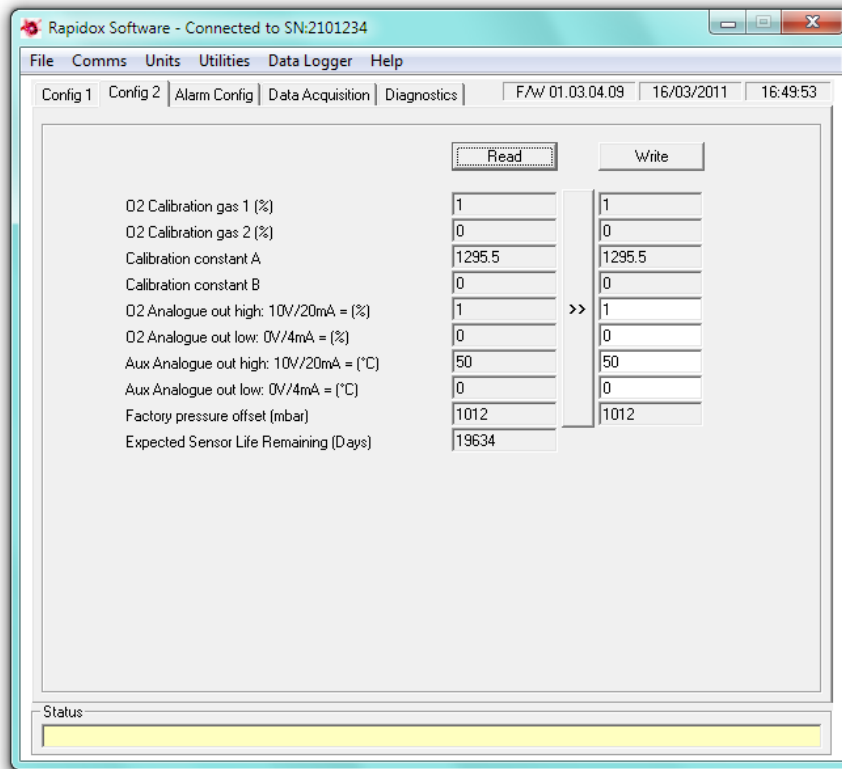 Rapidox Software - Connected to SN:2101234
File Comms Units Utilities Data Logger Help
Config 1 Config 2 Alarm Config Data Acquisition Diagnostics F/W 01.03.04.09 16/03/2011 16:49:53
Read Write
O2 Calibration gas 1 (%) 1 1
O2 Calibration gas 2 (%) 0 0
Calibration constant A 1295.5 1295.5
Calibration constant B 0 0
O2 Analogue out high: 10V/20mA = (%) 1 >> 1
O2 Analogue out low: 0V/4mA = (%) 0 0
Aux Analogue out high: 10V/20mA = (°C) 50 50
Aux Analogue out low: 0V/4mA = (°C) 0 0
Factory pressure offset (mbar) 1012 1012
Expected Sensor Life Remaining (Days) 19634
Status